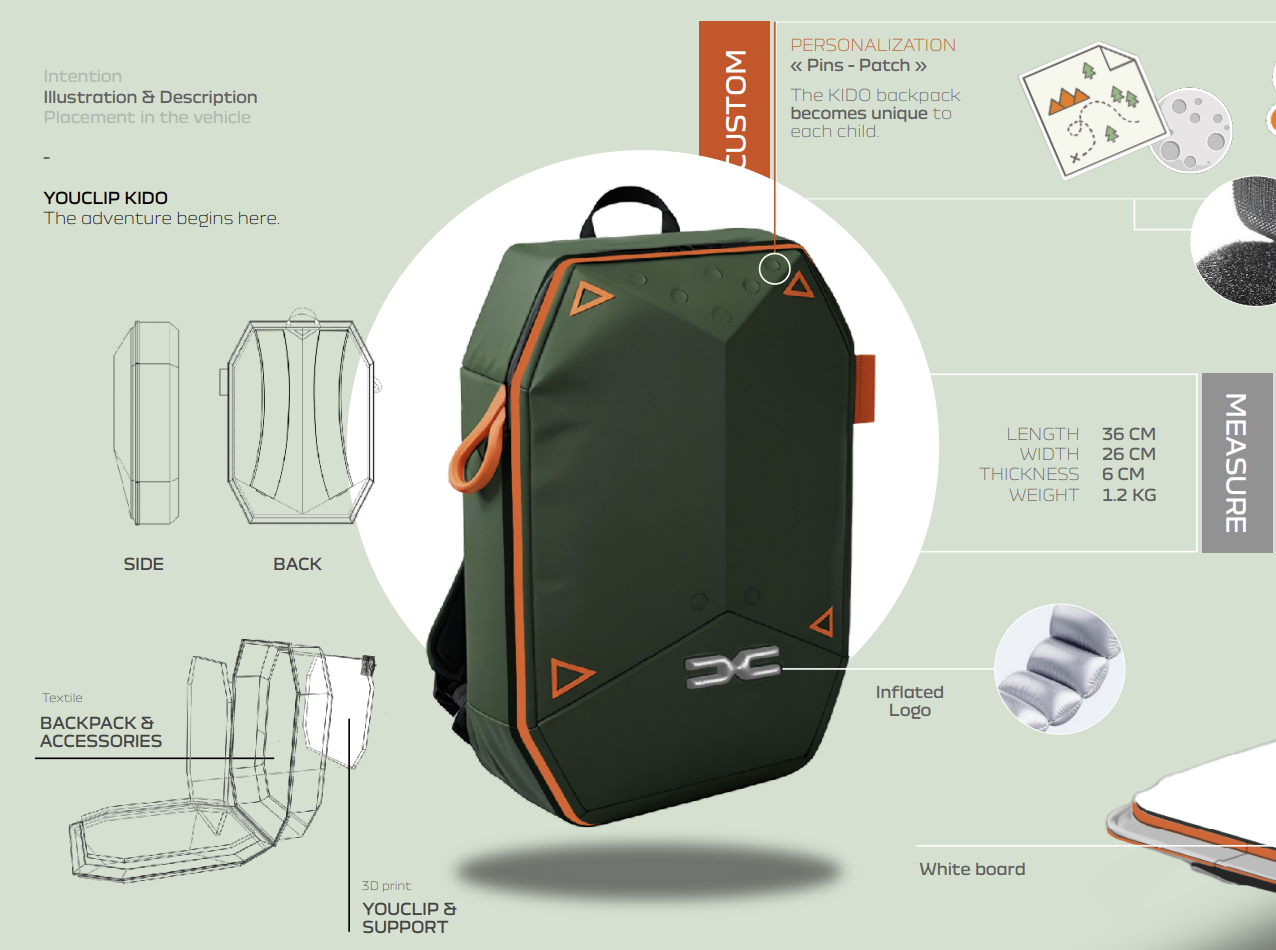 Intention
Illustration & Description
Placement in the vehicle
-
YOUCLIP KIDO
The adventure begins here.
CUSTOM
PERSONALIZATION
« Pins - Patch »
The KIDO backpack
becomes unique to
each child.
LENGTH 36 CM
WIDTH 26 CM
THICKNESS 6 CM
WEIGHT 1.2 KG
MEASURE
SIDE
BACK
Textile
BACKPACK &
ACCESSORIES
3D print
YOUCLIP &
SUPPORT
Inflated
Logo
White board